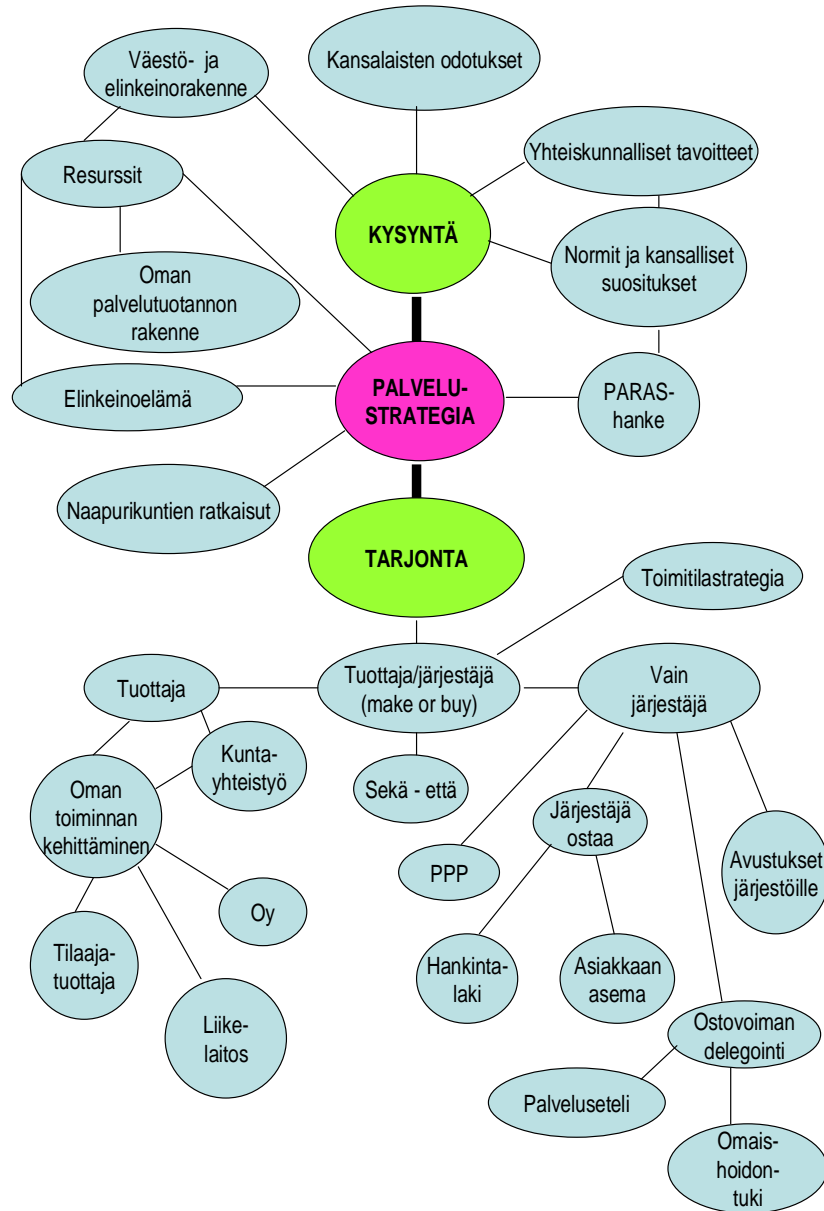 Väestö- ja
elinkeinorakenne
Kansalaisten odotukset
Yhteiskunnalliset tavoitteet
Resurssit
KYSYNTÄ
Normit ja kansalliset
suositukset
Oman
palvelutuotannon
rakenne
PALVELU-
STRATEGIA
PARAS-
hanke
Elinkeinoelämä
Naapurikuntien ratkaisut
TARJONTA
Toimitilastrategia
Tuottaja
Tuottaja/järjestäjä
(make or buy)
Vain
järjestäjä
Kunta-
yhteistyö
Oman
toiminnan
kehittäminen
Sekä - että
Järjestäjä
ostaa
PPP
Avustukset
järjestöille
Oy
Tilaaja-
tuottaja
Hankinta-
laki
Asiakkaan
asema
Liike-
laitos
Ostovoiman
delegointi
Palveluseteli
Omais-
hoidon-
tuki